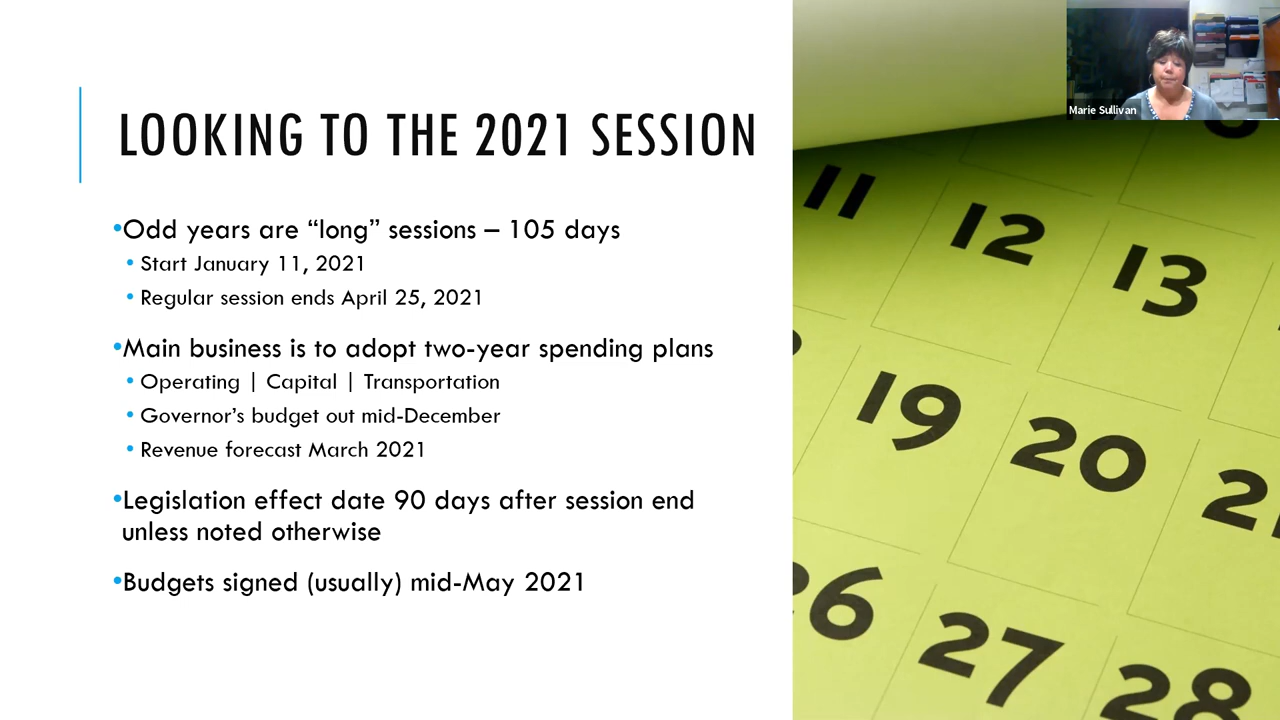 LOOKING TO THE 2021 SESSION
•Odd years are “long” sessions – 105 days
• Start January 11, 2021
• Regular session ends April 25, 2021
•Main business is to adopt two-year spending plans
• Operating | Capital | Transportation
• Governor’s budget out mid-December
• Revenue forecast March 2021
•Legislation effect date 90 days after session end
unless noted otherwise
•Budgets signed (usually) mid-May 2021
Marie Sullivan
11
12
13
19
20
26
27
28